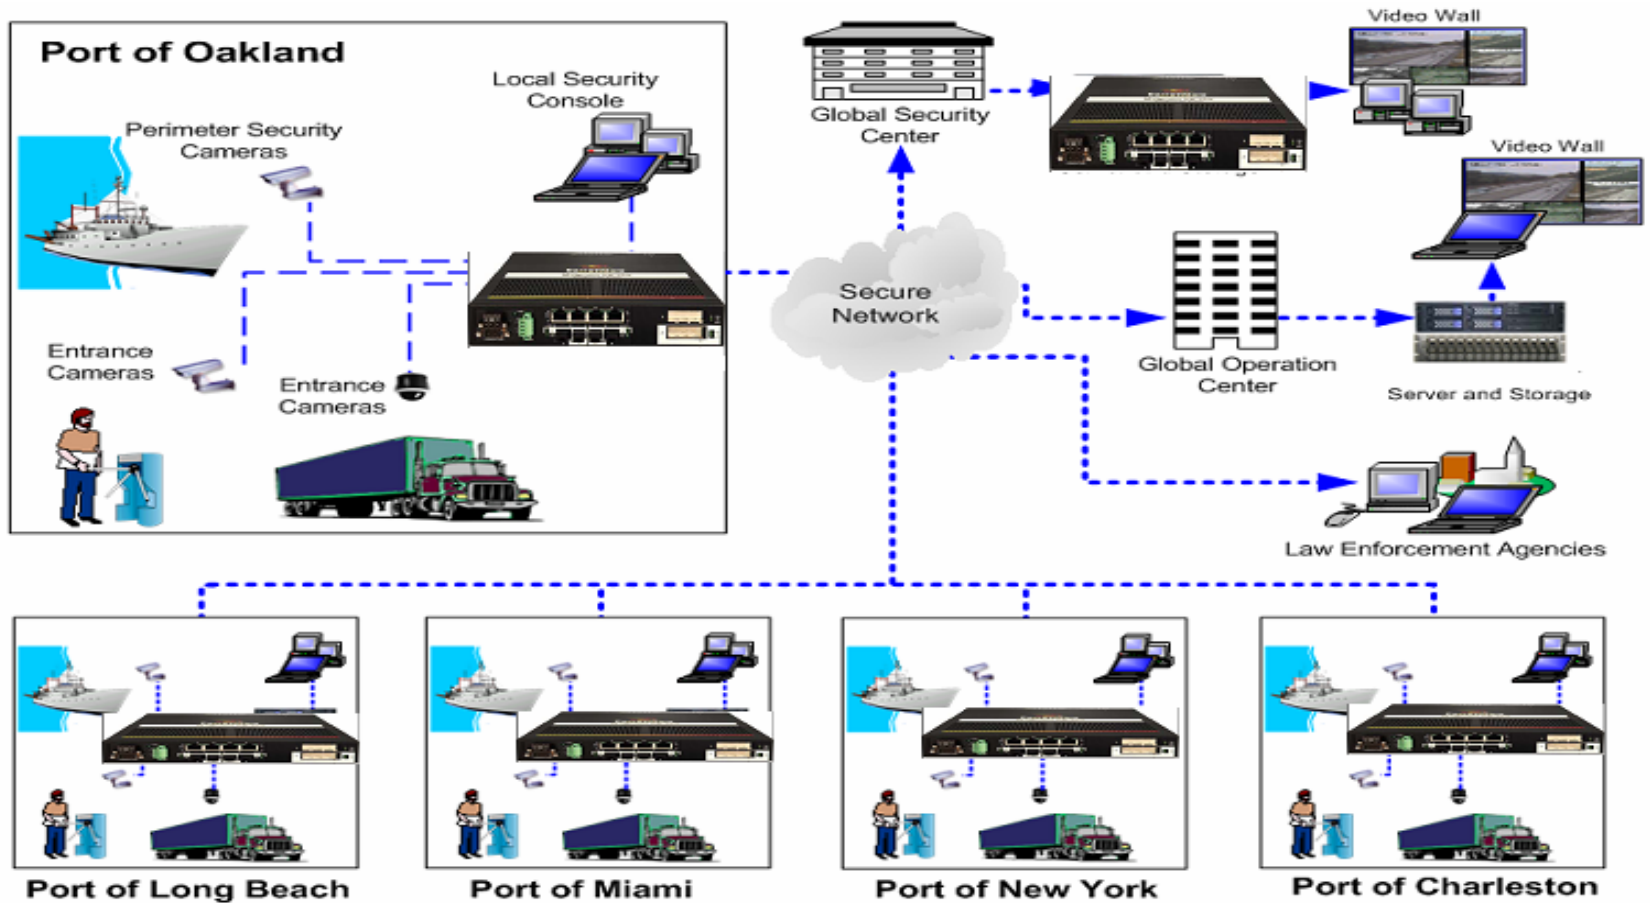 Port of Oakland
Local Security
Console
Perimeter Security
Cameras
Entrance
Cameras
Entrance
Cameras
Secure
Network
Global Security
Center
Video Wall
Video Wall
Global Operation
Center
Server and Storage
Law Enforcement Agencies
Port of Long Beach
Port of Miami
Port of New York
Port of Charleston